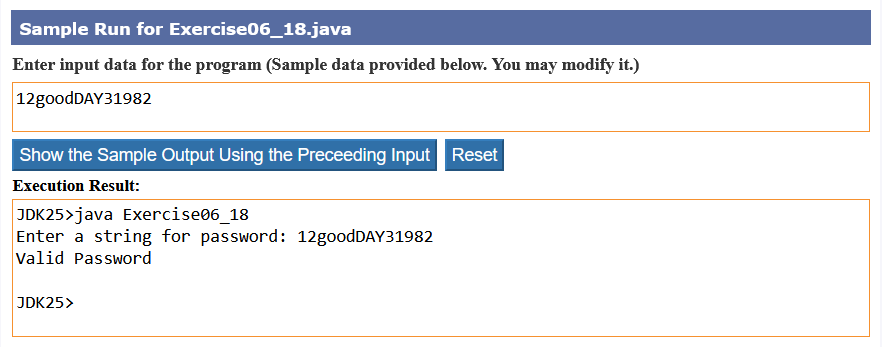 Sample Run for Exercise06_18.java
Enter input data for the program (Sample data provided below. You may modify it.)
12goodDAY31982
Show the Sample Output Using the Preceeding Input Reset
Execution Result:
JDK25>java Exercise06_18
Enter a string for password: 12goodDAY31982
Valid Password
JDK25>